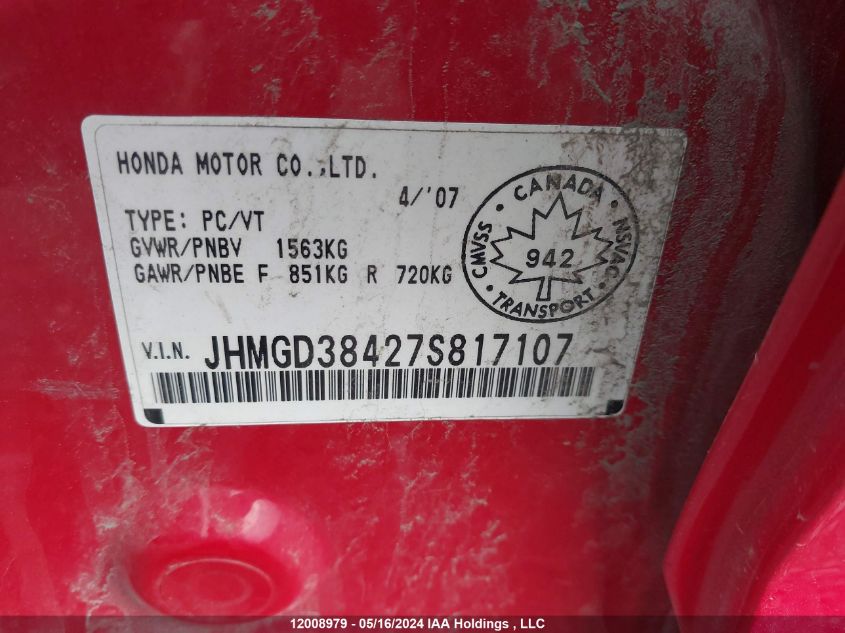 HONDA MOTOR CO.,LTD.
4/'07
TYPE: PC/VT
GVWR/PNBV 1563KG
GAWR/PNBE F 851KG R 720KG
CMVSS • CANADA • NSVAC
942
• TRANSPORT •
V.I.N. JHMGD38427S817107
12008979 - 05/16/2024 IAA Holdings , LLC